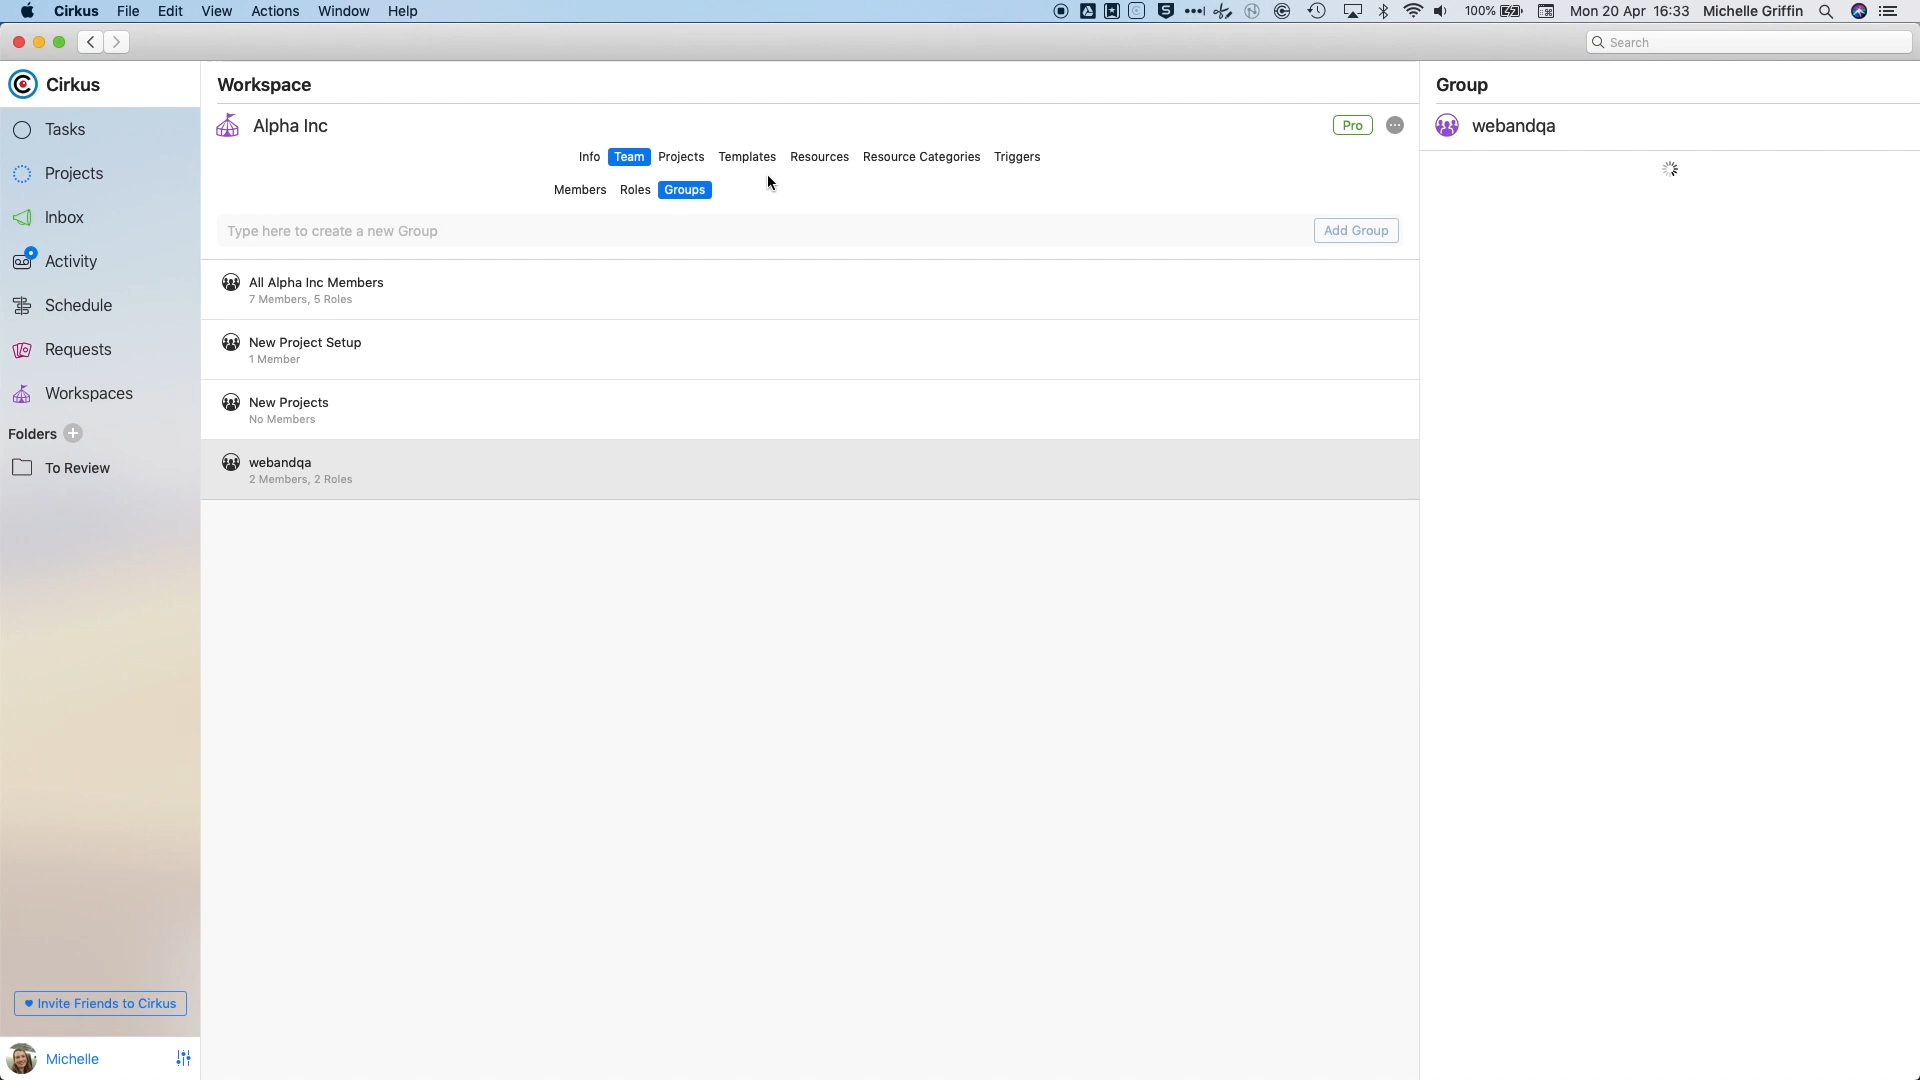 Cirkus File Edit View Actions Window Help
100% Mon 20 Apr 16:33 Michelle Griffin
Search
Cirkus
Tasks
Projects
Inbox
Activity
Schedule
Requests
Workspaces
Folders
To Review
Invite Friends to Cirkus
Michelle
Workspace
Alpha Inc
Pro
Info Team Projects Templates Resources Resource Categories Triggers
Members Roles Groups
Type here to create a new Group
Add Group
All Alpha Inc Members
7 Members, 5 Roles
New Project Setup
1 Member
New Projects
No Members
webandqa
2 Members, 2 Roles
Group
webandqa